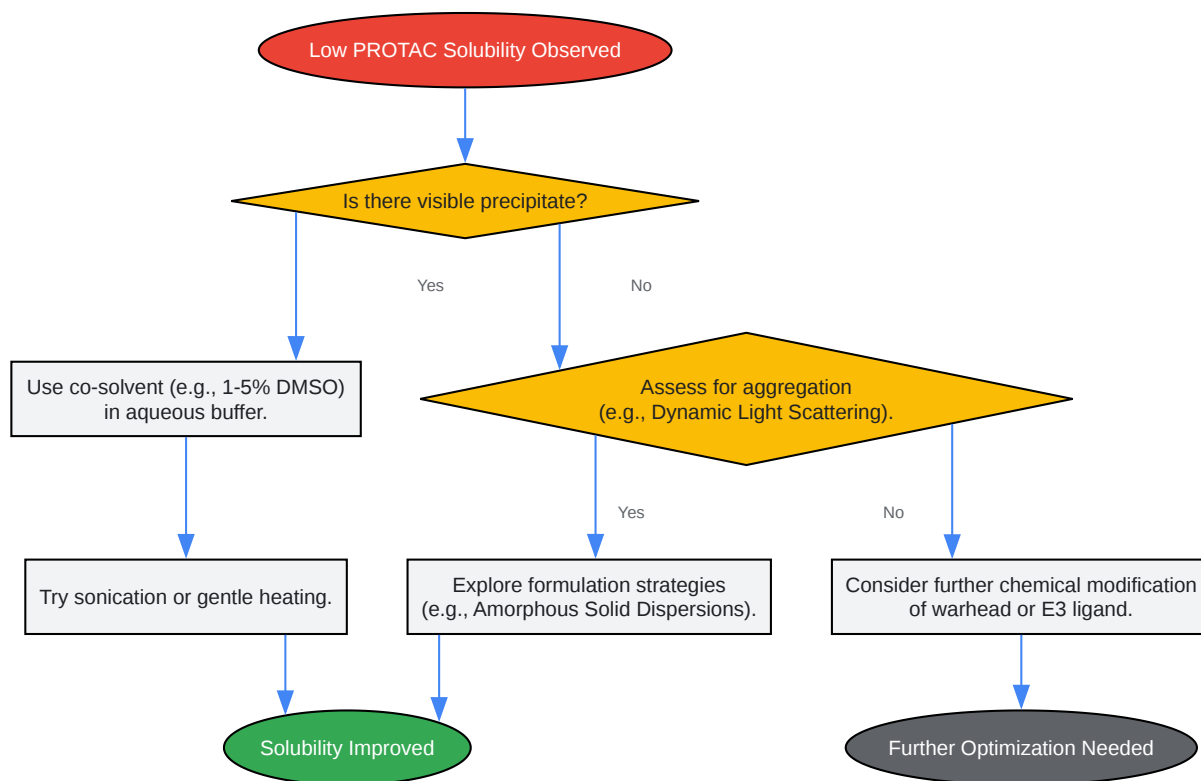 Low PROTAC Solubility Observed
Is there visible precipitate?
Yes
No
Use co-solvent (e.g., 1-5% DMSO)
in aqueous buffer.
Assess for aggregation
(e.g., Dynamic Light Scattering).
Yes
No
Try sonication or gentle heating.
Explore formulation strategies
(e.g., Amorphous Solid Dispersions).
Consider further chemical modification
of warhead or E3 ligand.
Solubility Improved
Further Optimization Needed